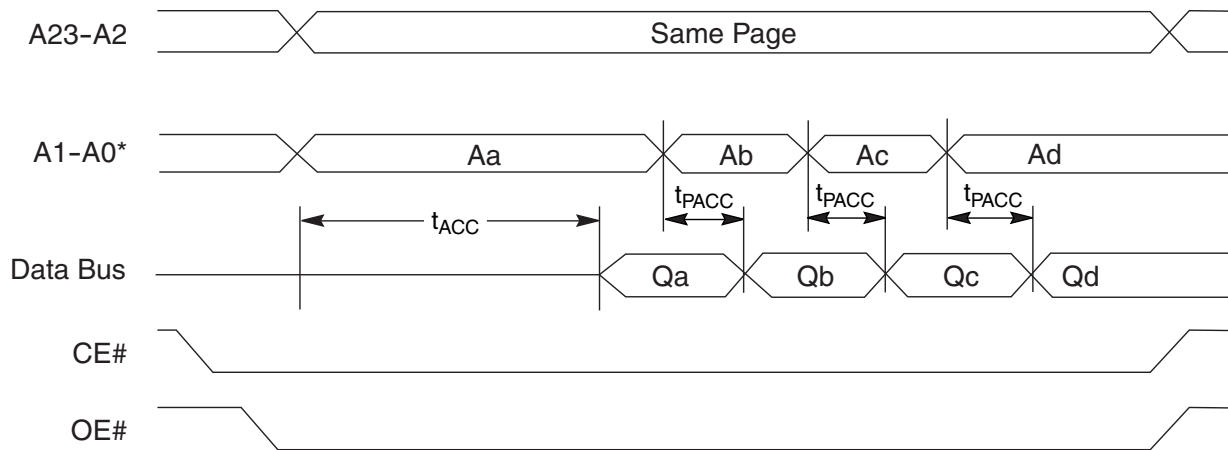 A23-A2
Same Page
A1-A0*
Aa
Ab
Ac
Ad
tPACC
tPACC
tPACC
tACC
Data Bus
Qa
Qb
Qc
Qd
CE#
OE#